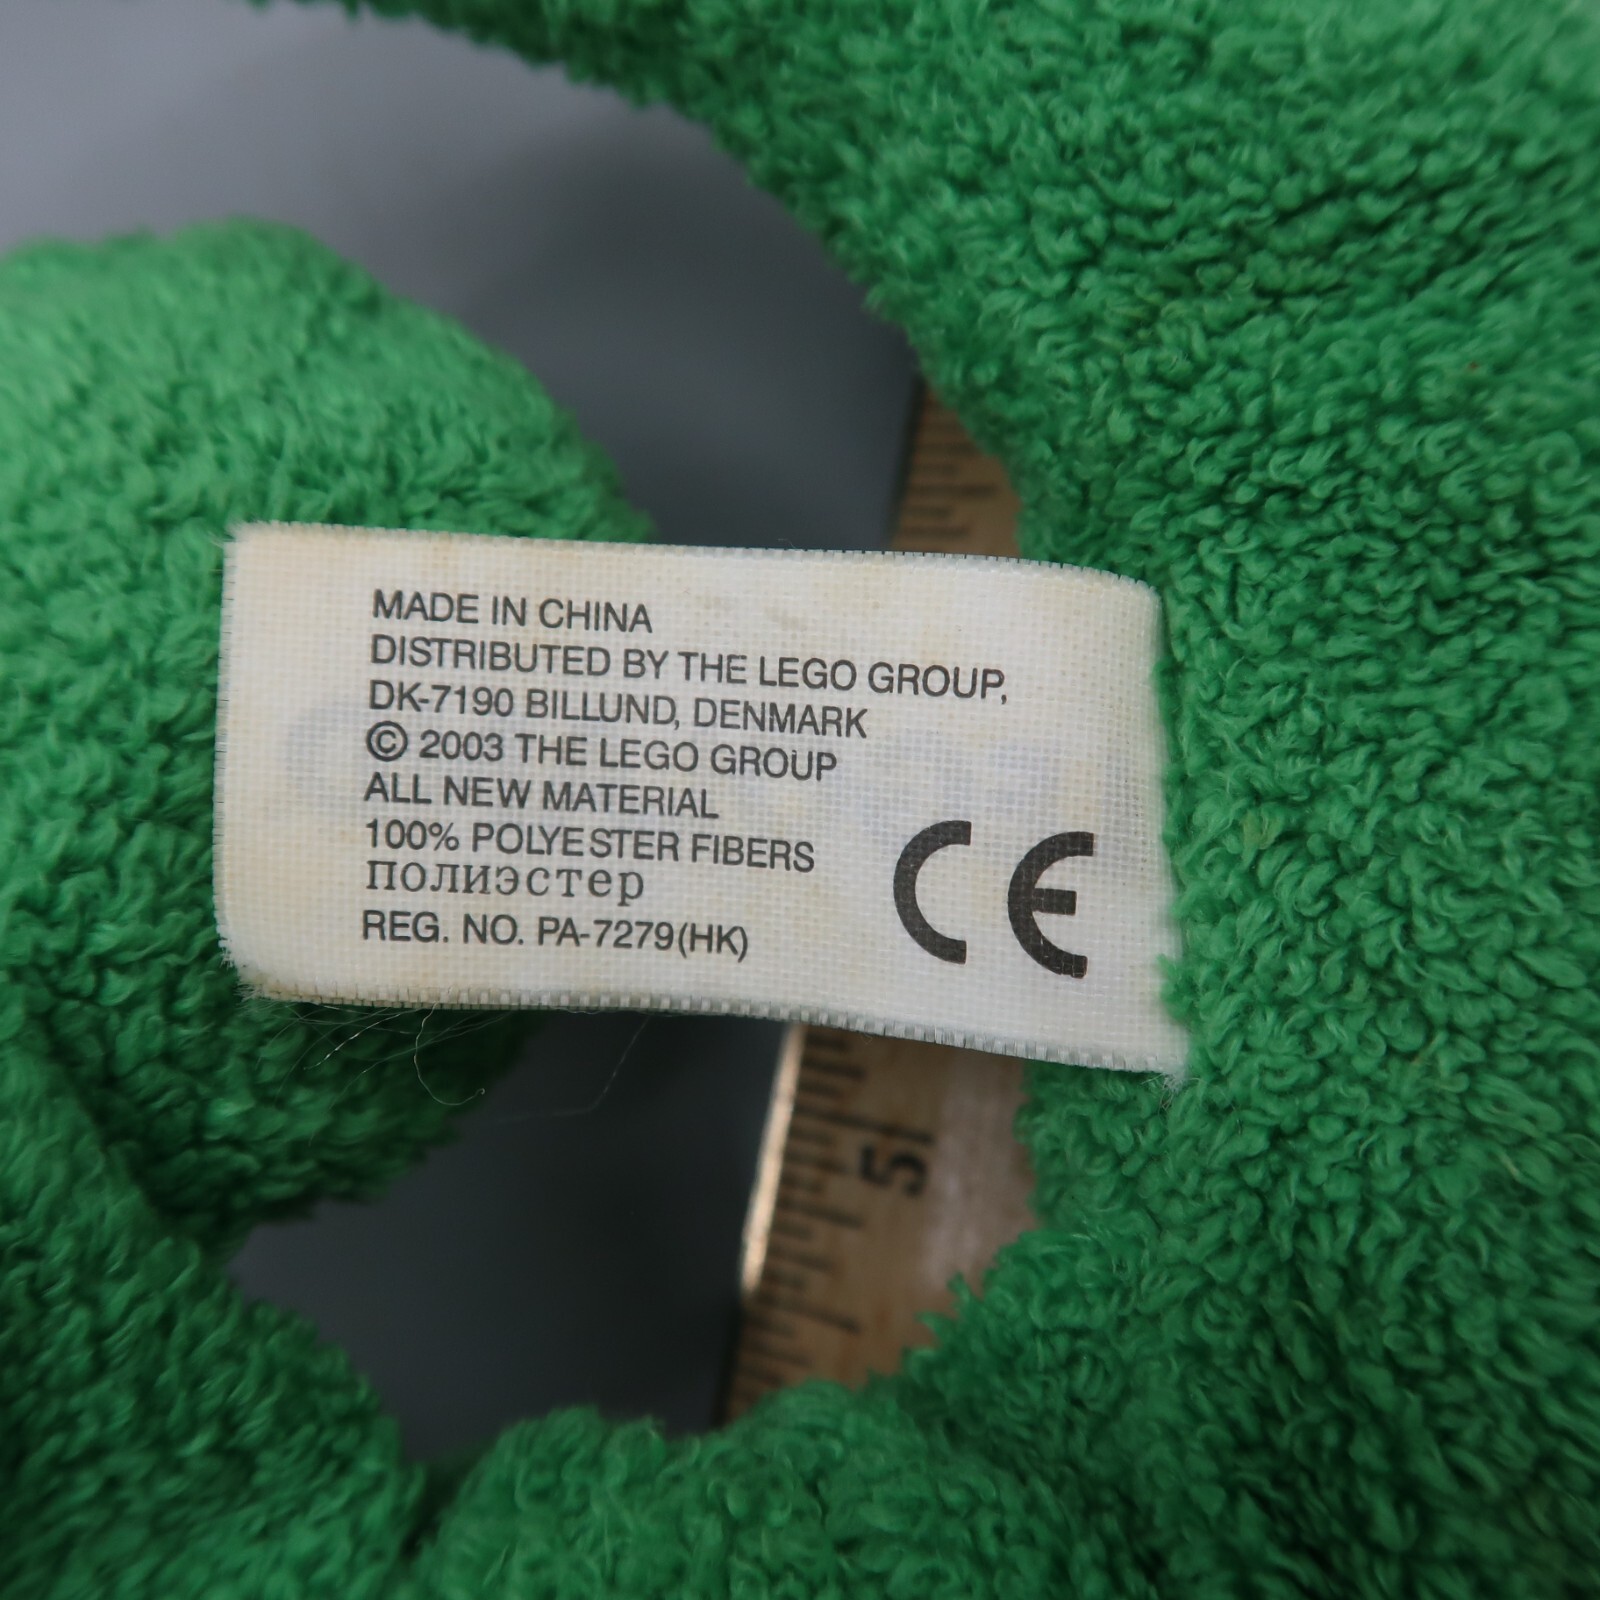 MADE IN CHINA
DISTRIBUTED BY THE LEGO GROUP,
DK-7190 BILLUND, DENMARK
© 2003 THE LEGO GROUP
ALL NEW MATERIAL
100% POLYESTER FIBERS
полиэстер
REG. NO. PA-7279(HK)
CE
5